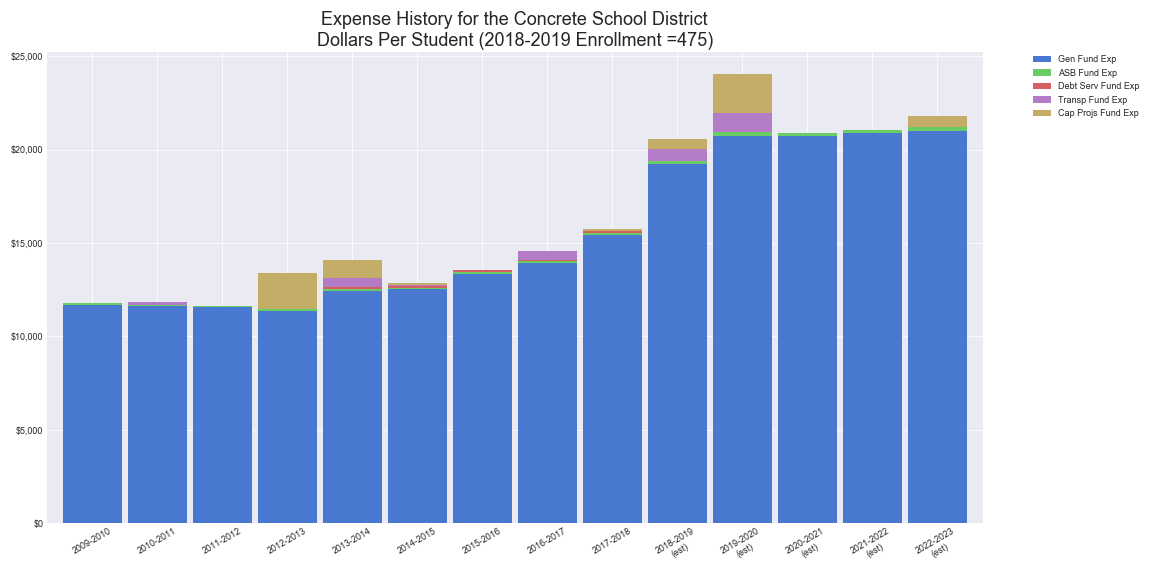 Expense History for the Concrete School District
Dollars Per Student (2018-2019 Enrollment =475)
$25,000
$20,000
$15,000
$10,000
$5,000
$0
Gen Fund Exp
ASB Fund Exp
Debt Serv Fund Exp
Transp Fund Exp
Cap Projs Fund Exp
2009-2010
2010-2011
2011-2012
2012-2013
2013-2014
2014-2015
2015-2016
2016-2017
2017-2018
2018-2019
(est)
2019-2020
(est)
2020-2021
(est)
2021-2022
(est)
2022-2023
(est)